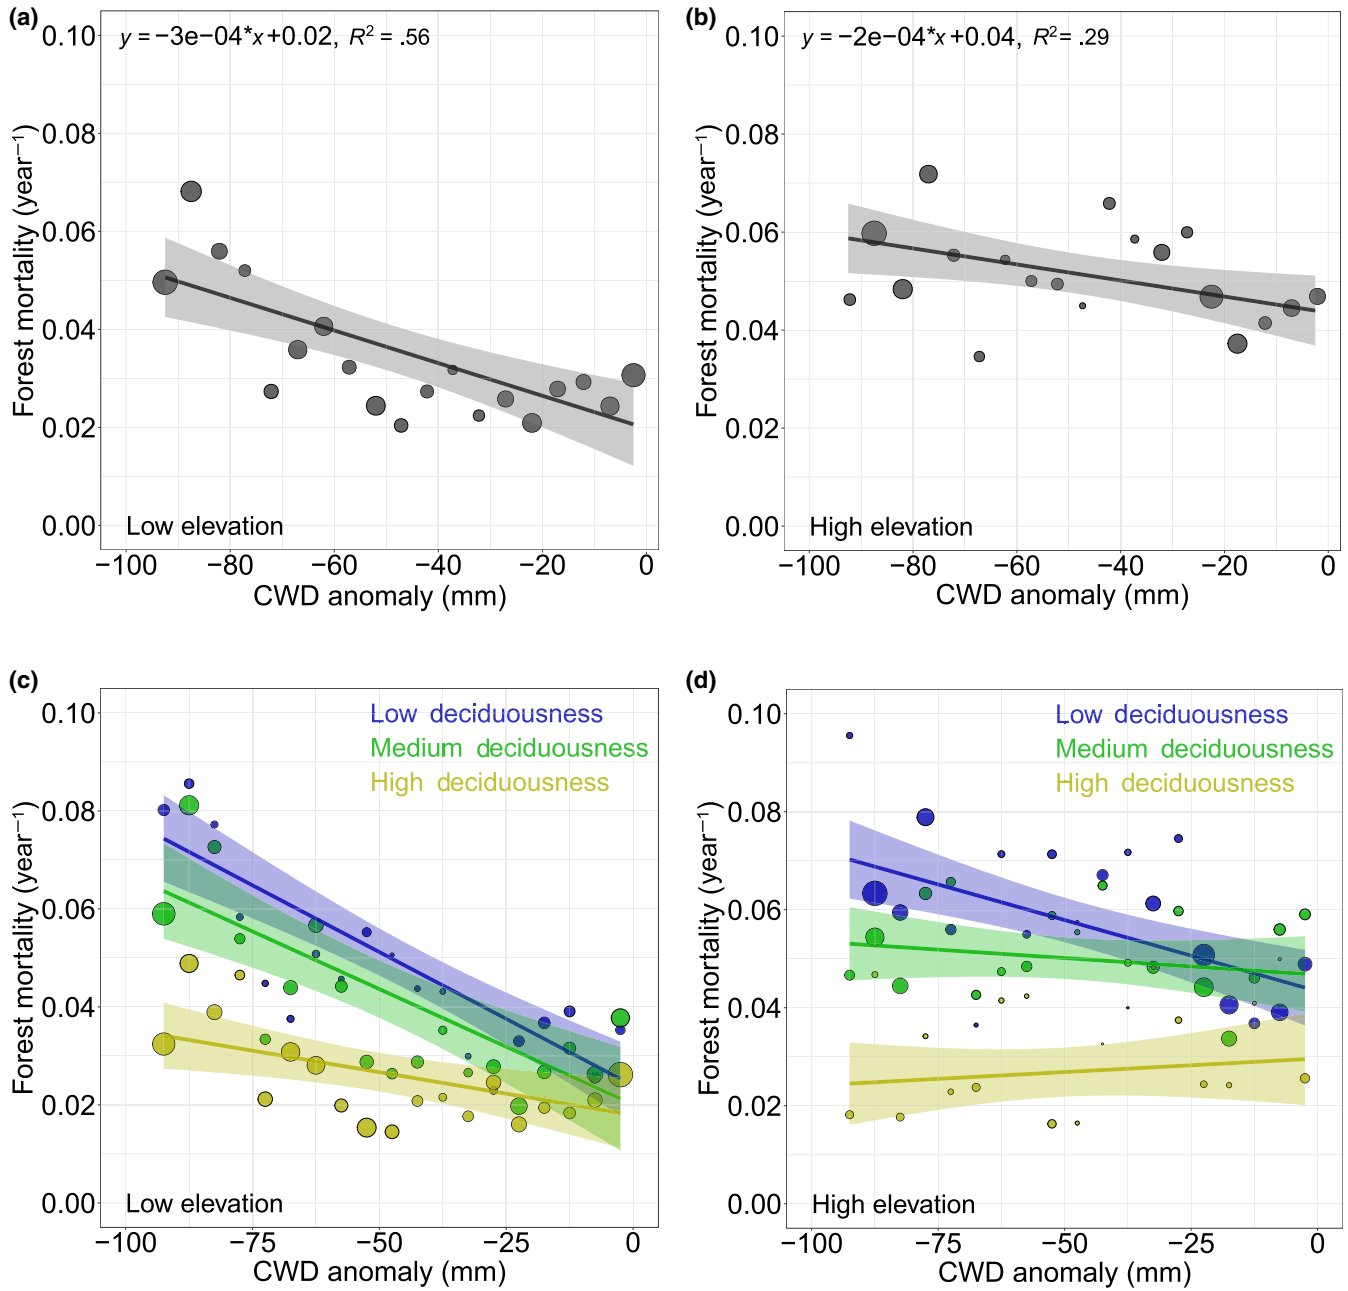 (a)
y = −3e−04*x+0.02, R² = .56
0.10
0.08
0.06
0.04
0.02
0.00
Forest mortality (year⁻¹)
Low elevation
−100 −80 −60 −40 −20 0
CWD anomaly (mm)
(b)
y = −2e−04*x+0.04, R² = .29
0.10
0.08
0.06
0.04
0.02
0.00
Forest mortality (year⁻¹)
High elevation
−100 −80 −60 −40 −20 0
CWD anomaly (mm)
(c)
Low deciduousness
Medium deciduousness
High deciduousness
0.10
0.08
0.06
0.04
0.02
0.00
Forest mortality (year⁻¹)
Low elevation
−100 −75 −50 −25 0
CWD anomaly (mm)
(d)
Low deciduousness
Medium deciduousness
High deciduousness
0.10
0.08
0.06
0.04
0.02
0.00
Forest mortality (year⁻¹)
High elevation
−100 −75 −50 −25 0
CWD anomaly (mm)